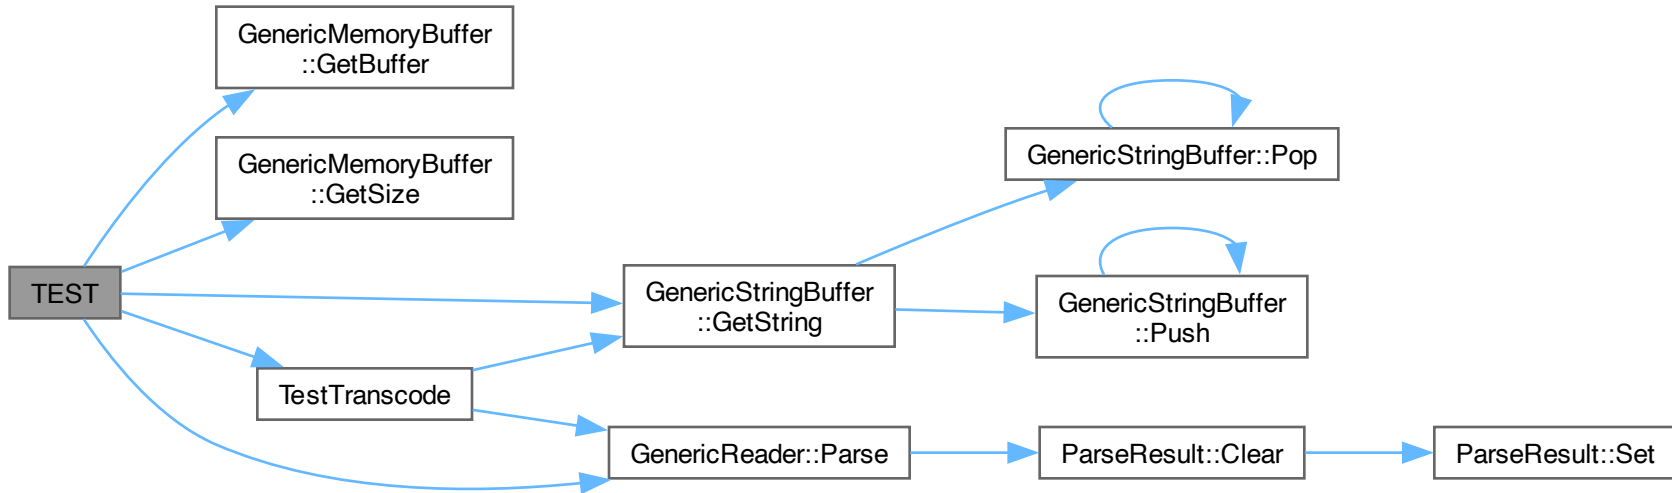 GenericMemoryBuffer
::GetBuffer
GenericMemoryBuffer
::GetSize
TEST
GenericStringBuffer
::GetString
TestTranscode
GenericReader::Parse
GenericStringBuffer::Pop
GenericStringBuffer
::Push
ParseResult::Clear
ParseResult::Set